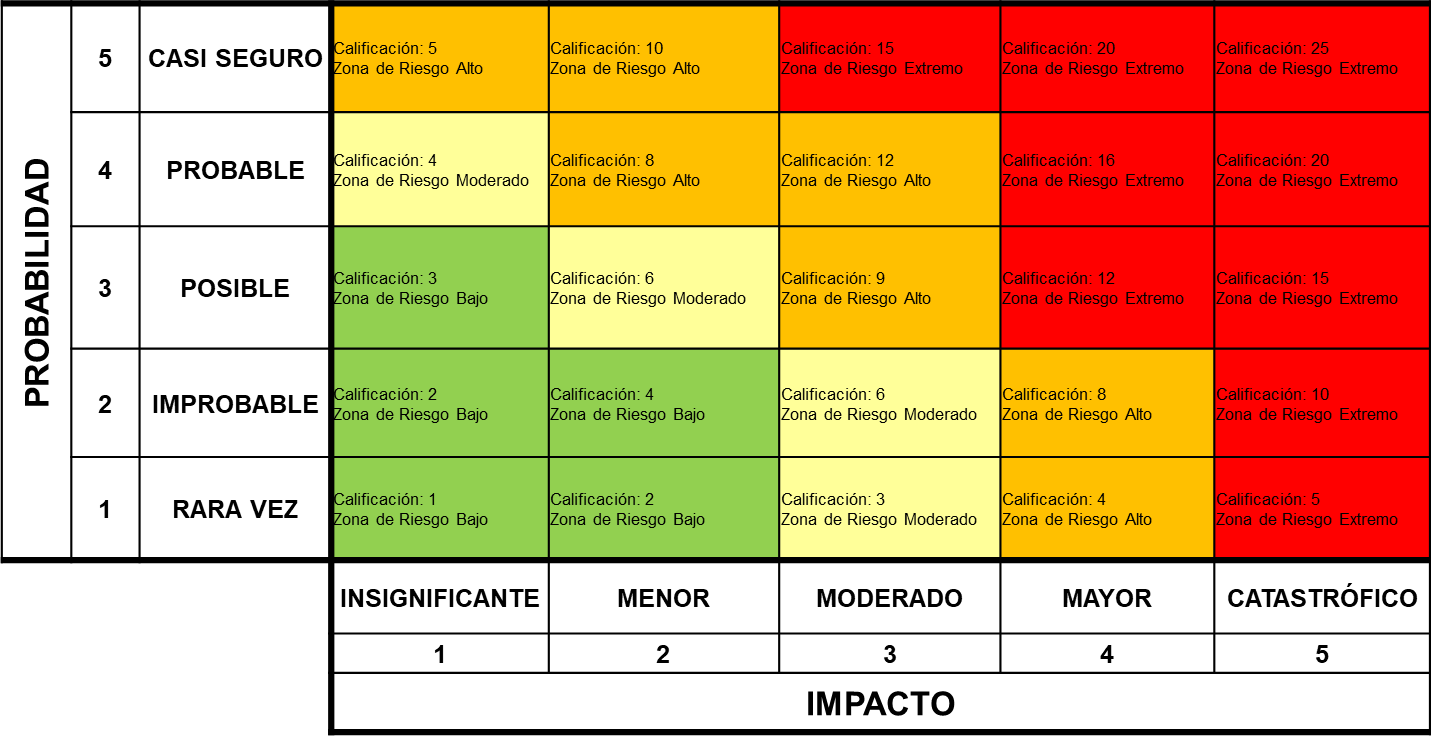 PROBABILIDAD
5 CASI SEGURO
Calificación: 5
Zona de Riesgo Alto
Calificación: 10
Zona de Riesgo Alto
Calificación: 15
Zona de Riesgo Extremo
Calificación: 20
Zona de Riesgo Extremo
Calificación: 25
Zona de Riesgo Extremo
4 PROBABLE
Calificación: 4
Zona de Riesgo Moderado
Calificación: 8
Zona de Riesgo Alto
Calificación: 12
Zona de Riesgo Alto
Calificación: 16
Zona de Riesgo Extremo
Calificación: 20
Zona de Riesgo Extremo
3 POSIBLE
Calificación: 3
Zona de Riesgo Bajo
Calificación: 6
Zona de Riesgo Moderado
Calificación: 9
Zona de Riesgo Alto
Calificación: 12
Zona de Riesgo Extremo
Calificación: 15
Zona de Riesgo Extremo
2 IMPROBABLE
Calificación: 2
Zona de Riesgo Bajo
Calificación: 4
Zona de Riesgo Bajo
Calificación: 6
Zona de Riesgo Moderado
Calificación: 8
Zona de Riesgo Alto
Calificación: 10
Zona de Riesgo Extremo
1 RARA VEZ
Calificación: 1
Zona de Riesgo Bajo
Calificación: 2
Zona de Riesgo Bajo
Calificación: 3
Zona de Riesgo Moderado
Calificación: 4
Zona de Riesgo Alto
Calificación: 5
Zona de Riesgo Extremo
INSIGNIFICANTE MENOR MODERADO MAYOR CATASTRÓFICO
1 2 3 4 5
IMPACTO